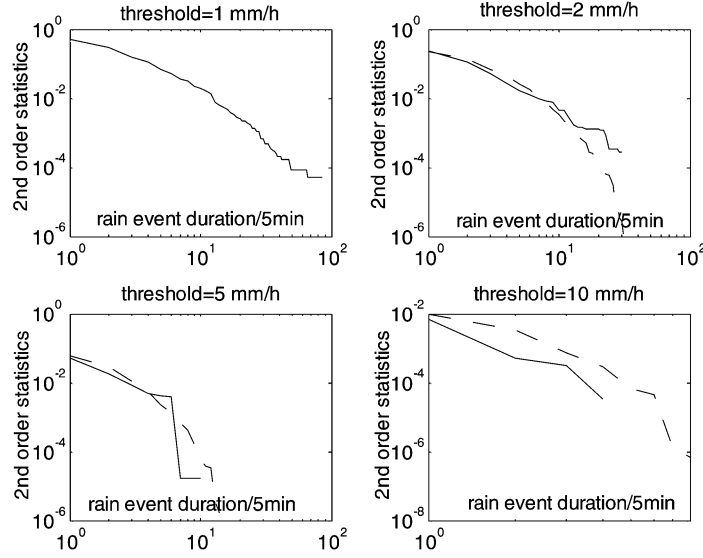 threshold=1 mm/h
10^0
10^-2
10^-4
10^-6
2nd order statistics
rain event duration/5min
10^0
10^1
10^2
threshold=2 mm/h
10^0
10^-2
10^-4
10^-6
2nd order statistics
rain event duration/5min
10^0
10^1
10^2
threshold=5 mm/h
10^0
10^-2
10^-4
10^-6
2nd order statistics
rain event duration/5min
10^0
10^1
10^2
threshold=10 mm/h
10^-2
10^-4
10^-6
10^-8
2nd order statistics
rain event duration/5min
10^0